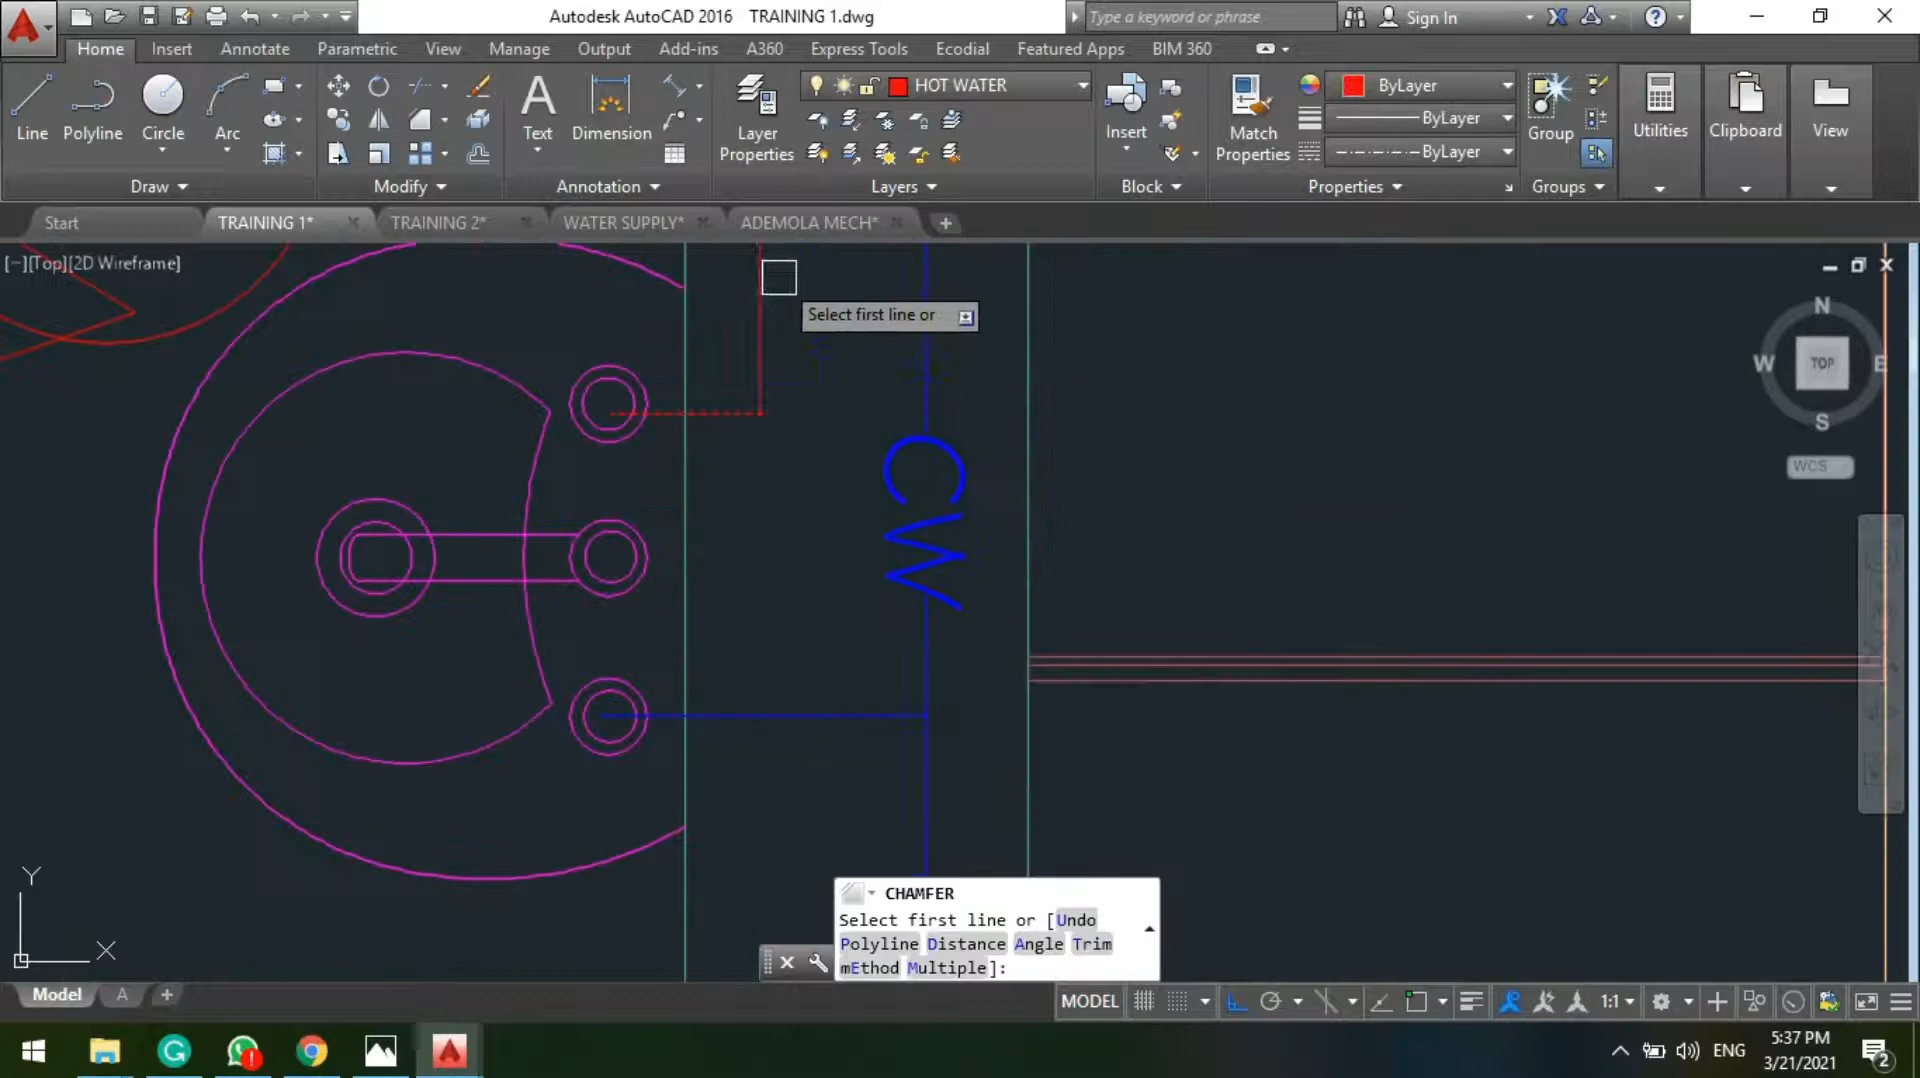 Autodesk AutoCAD 2016 TRAINING 1.dwg
Type a keyword or phrase
Sign In
Home Insert Annotate Parametric View Manage Output Add-ins A360 Express Tools Ecodial Featured Apps BIM 360
HOT WATER
ByLayer
Line Polyline Circle Arc
Text Dimension
Layer Properties
Insert
Match Properties
ByLayer
ByLayer
Group
Utilities Clipboard View
Draw Modify Annotation Layers Block Properties Groups
Start TRAINING 1* TRAINING 2* WATER SUPPLY* ADEMOLA MECH*
[−][Top][2D Wireframe]
Select first line or
N
W TOP E
S
WCS
CW
Y
X
CHAMFER
Select first line or [Undo
Polyline Distance Angle Trim
mEthod Multiple]:
Model A
MODEL 1:1
5:37 PM
ENG
3/21/2021
2